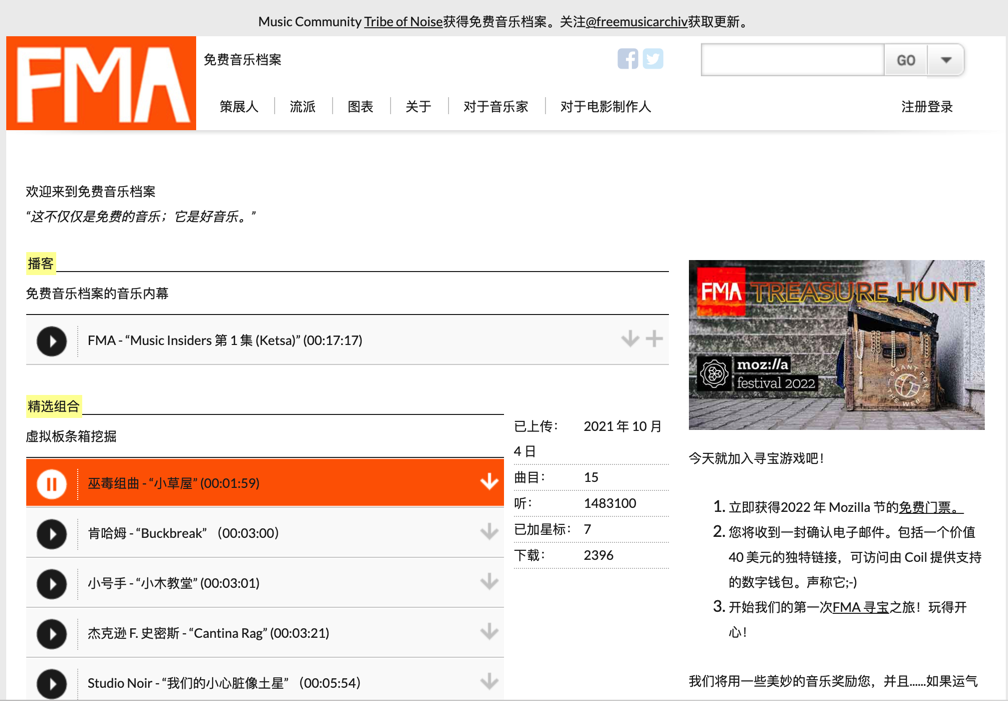 Music Community Tribe of Noise获得免费音乐档案。关注@freemusicarchiv获取更新。
FMA
免费音乐档案
GO
策展人
流派
图表
关于
对于音乐家
对于电影制作人
注册登录
欢迎来到免费音乐档案
“这不仅仅是免费的音乐；它是好音乐。”
播客
免费音乐档案的音乐内幕
FMA - “Music Insiders 第 1 集 (Ketsa)” (00:17:17)
精选组合
虚拟板条箱挖掘
巫毒组曲 - “小草屋” (00:01:59)
肯哈姆 - “Buckbreak” （00:03:00)
小号手 - “小木教堂” (00:03:01)
杰克逊 F. 史密斯 - “Cantina Rag” (00:03:21)
Studio Noir - “我们的小心脏像土星” （00:05:54)
已上传： 2021 年 10 月
4 日
曲目： 15
听： 1483100
已加星标： 7
下载： 2396
FMA TREASURE HUNT
moz://a
festival 2022
GRANT FOR
THE WEB
今天就加入寻宝游戏吧！
1. 立即获得2022 年 Mozilla 节的免费门票。
2. 您将收到一封确认电子邮件。包括一个价值
40 美元的独特链接，可访问由 Coil 提供支持
的数字钱包。声称它;-)
3. 开始我们的第一次FMA 寻宝之旅！玩得开
心！
我们将用一些美妙的音乐奖励您，并且......如果运气